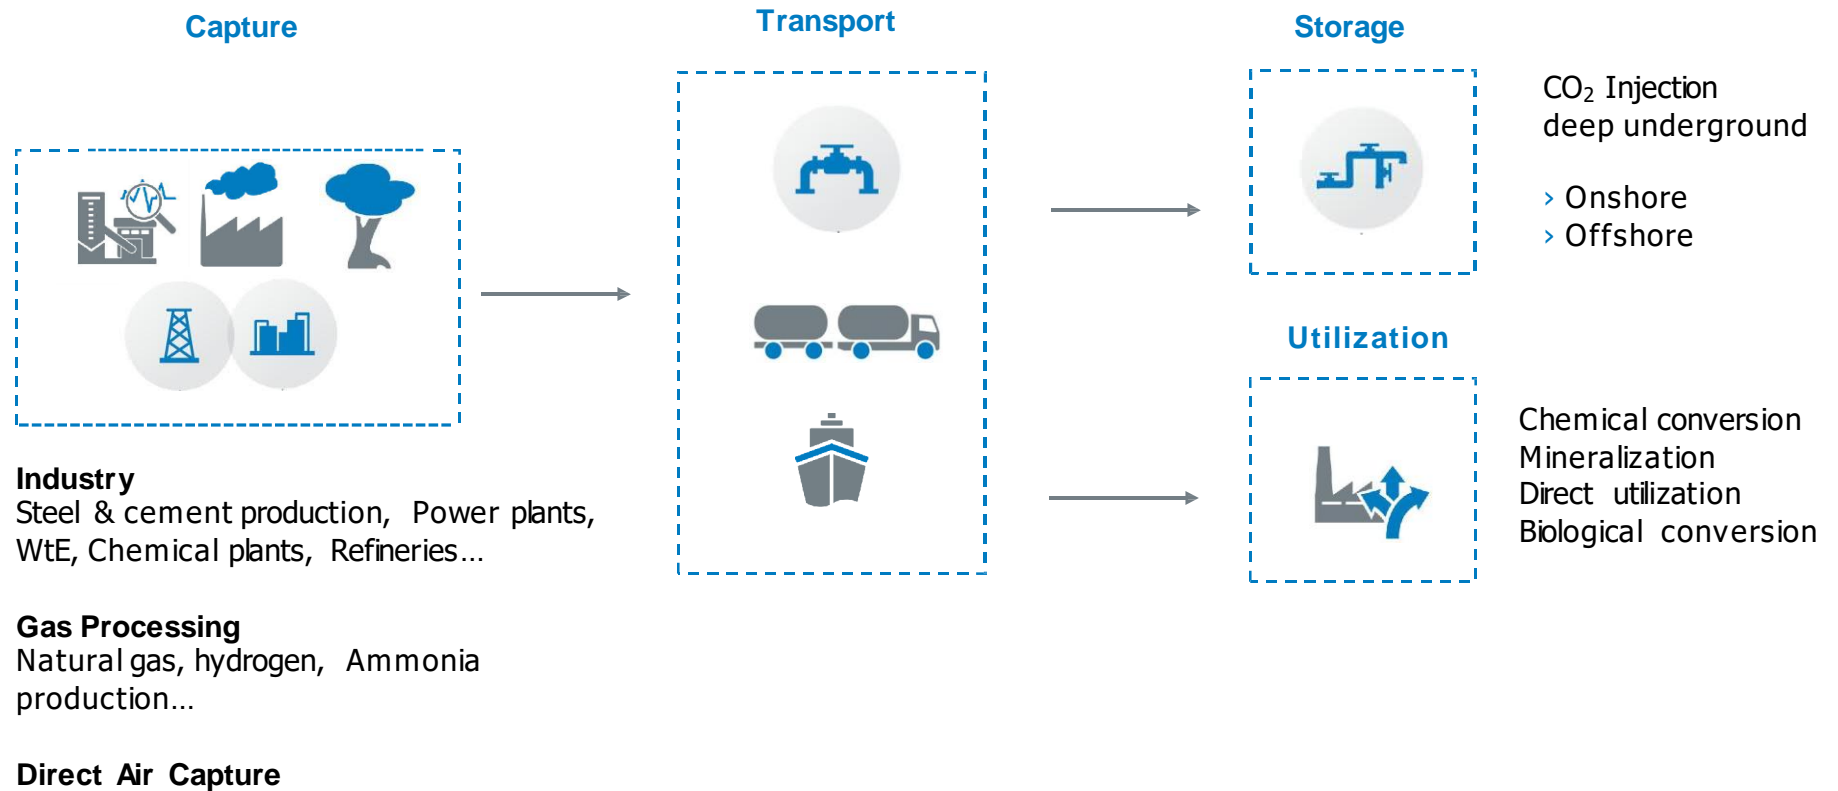 Capture
Transport
Storage
CO₂ Injection
deep underground
› Onshore
› Offshore
Utilization
Chemical conversion
Mineralization
Direct utilization
Biological conversion
Industry
Steel & cement production, Power plants,
WtE, Chemical plants, Refineries...
Gas Processing
Natural gas, hydrogen, Ammonia
production...
Direct Air Capture